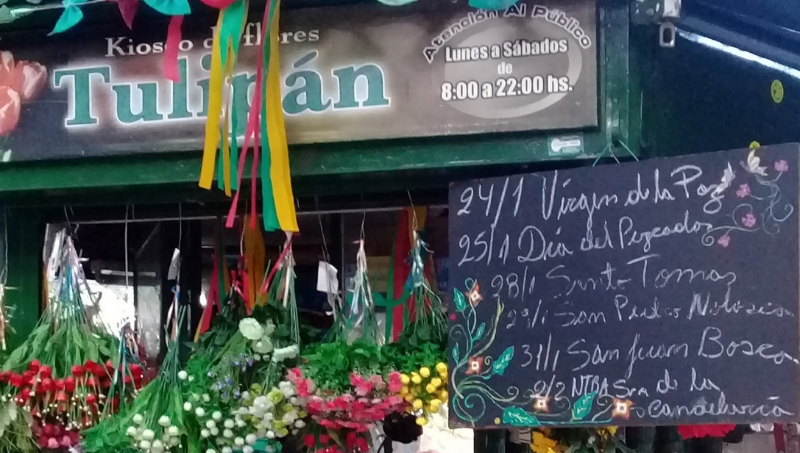 Kiosco de flores
Tulipán
Atención Al Público
Lunes a Sábados
de
8:00 a 22:00 hs.
24/1 Virgen de la Paz
25/1 Día del Pezcador
28/1 Santo Tomas
29/1 San Pedro Nolasco
31/1 San Juan Bosco
2/2 NTRA Sra de la
Candelaria